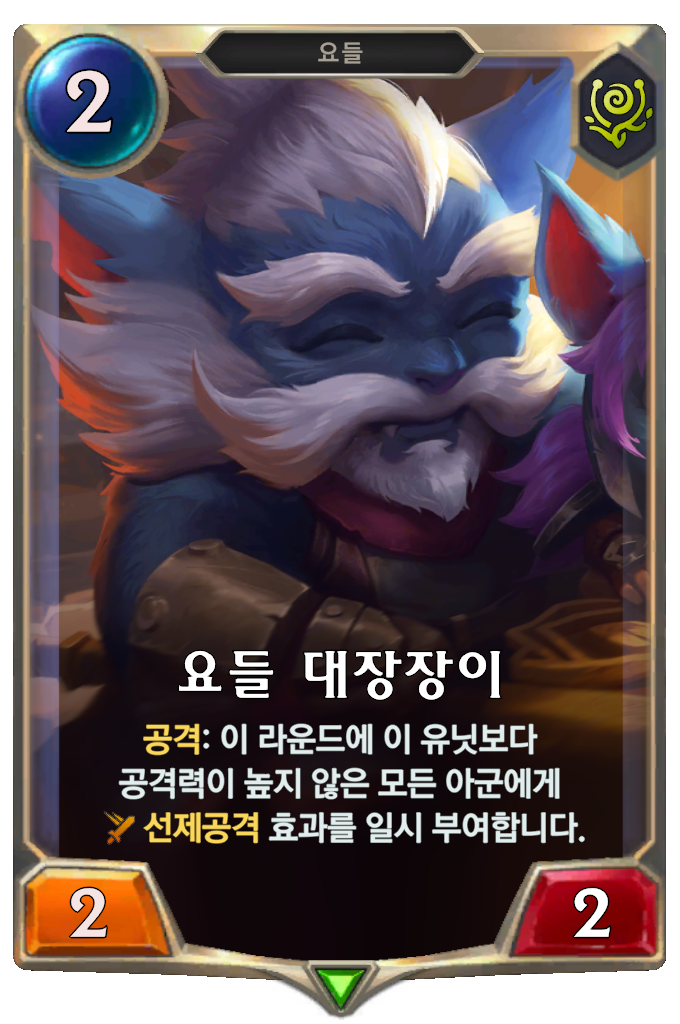 요들
2
요들 대장장이
공격: 이 라운드에 이 유닛보다
공격력이 높지 않은 모든 아군에게
선제공격 효과를 일시 부여합니다.
2
2